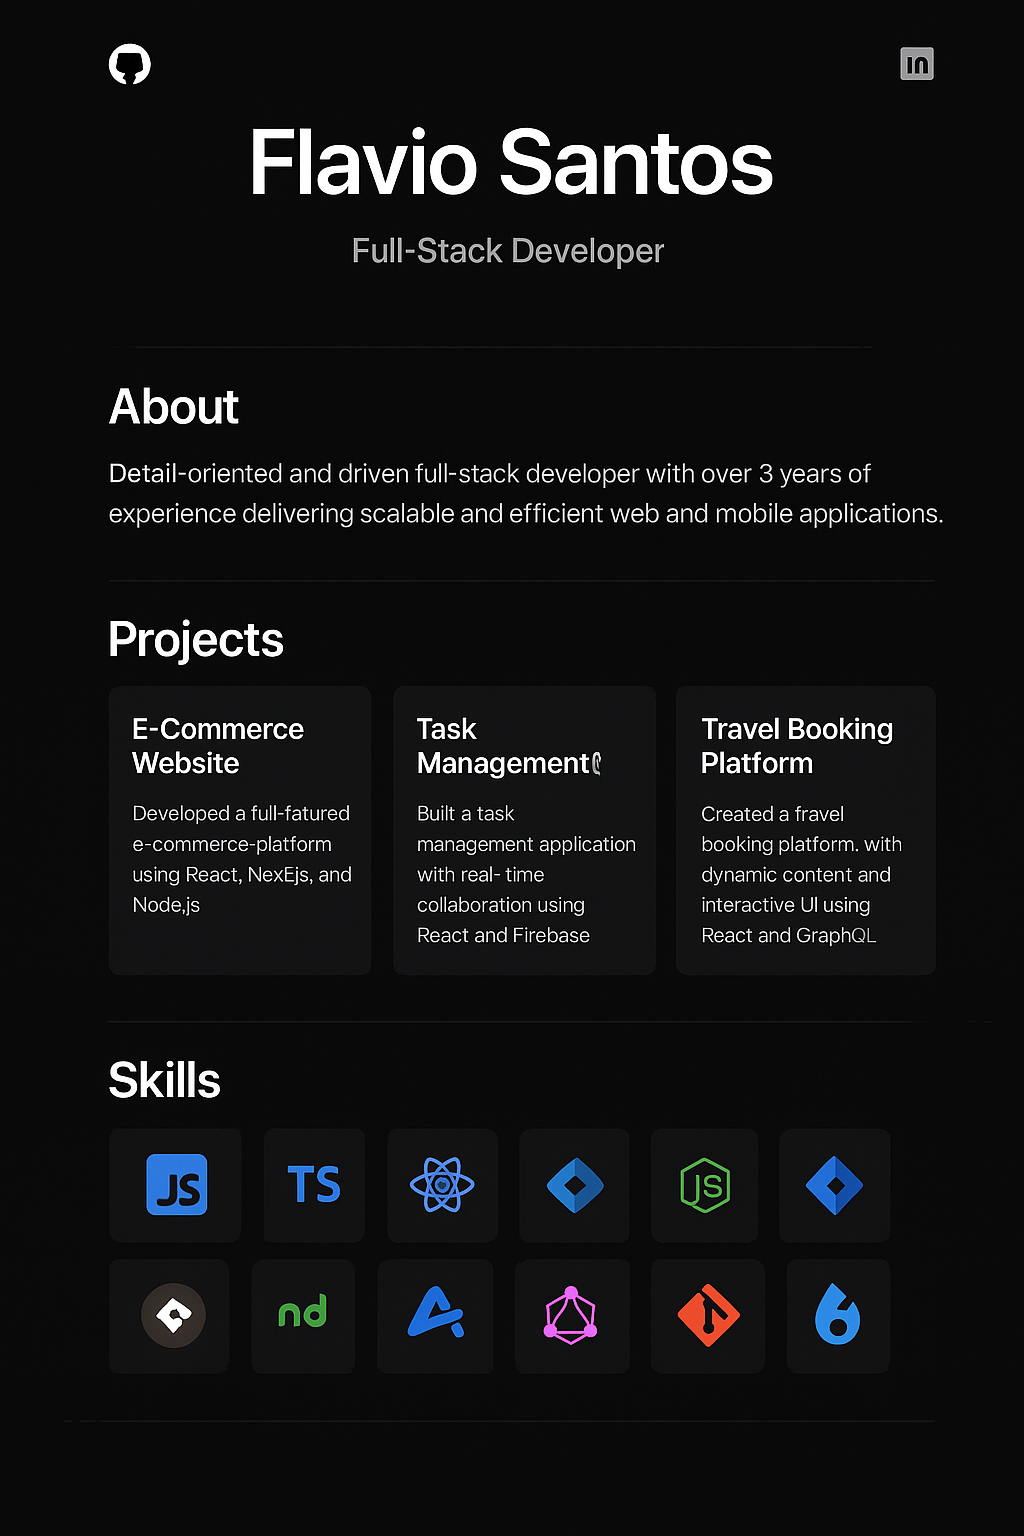 in
Flavio Santos
Full-Stack Developer
About
Detail-oriented and driven full-stack developer with over 3 years of
experience delivering scalable and efficient web and mobile applications.
Projects
E-Commerce
Website
Developed a full-fatured
e-commerce-platform
using React, NexEjs, and
Node,js
Task
Management
Built a task
management application
with real- time
collaboration using
React and Firebase
Travel Booking
Platform
Created a fravel
booking platform. with
dynamic content and
interactive UI using
React and GraphQL
Skills
JS
TS
JS
nd